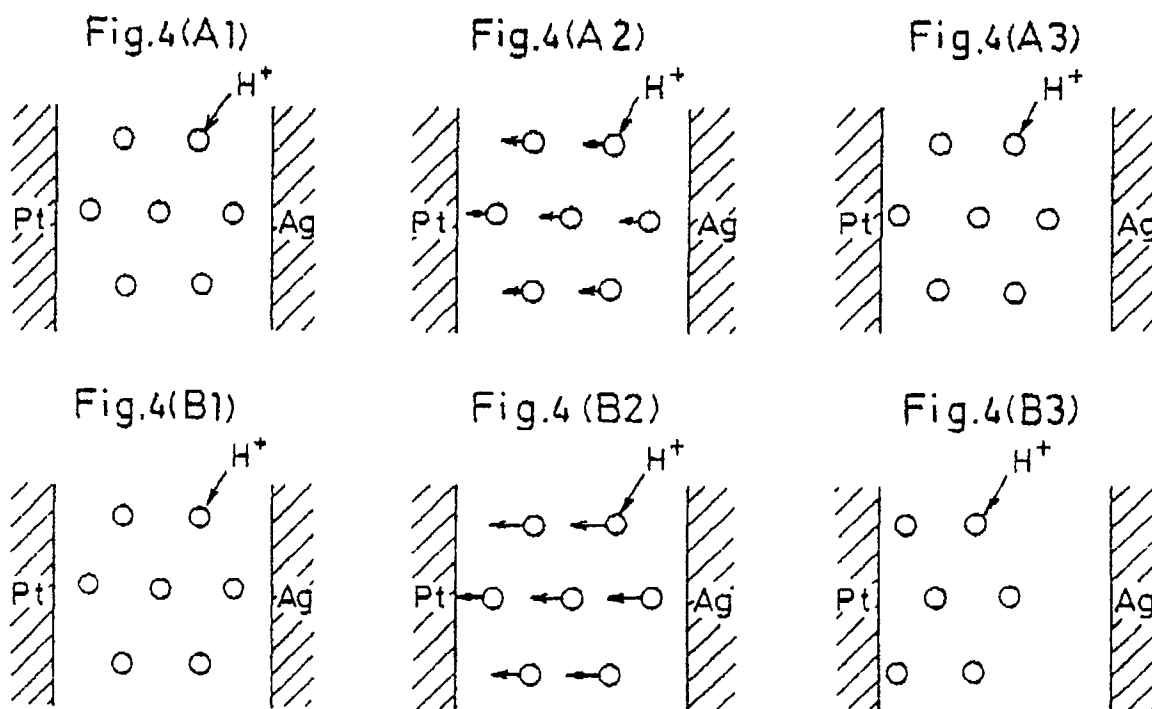 Fig.4(A1)
H+
Pt
Ag
Fig.4(A2)
H+
Pt
Ag
Fig.4(A3)
H+
Pt
Ag
Fig.4(B1)
H+
Pt
Ag
Fig.4(B2)
H+
Pt
Ag
Fig.4(B3)
H+
Pt
Ag